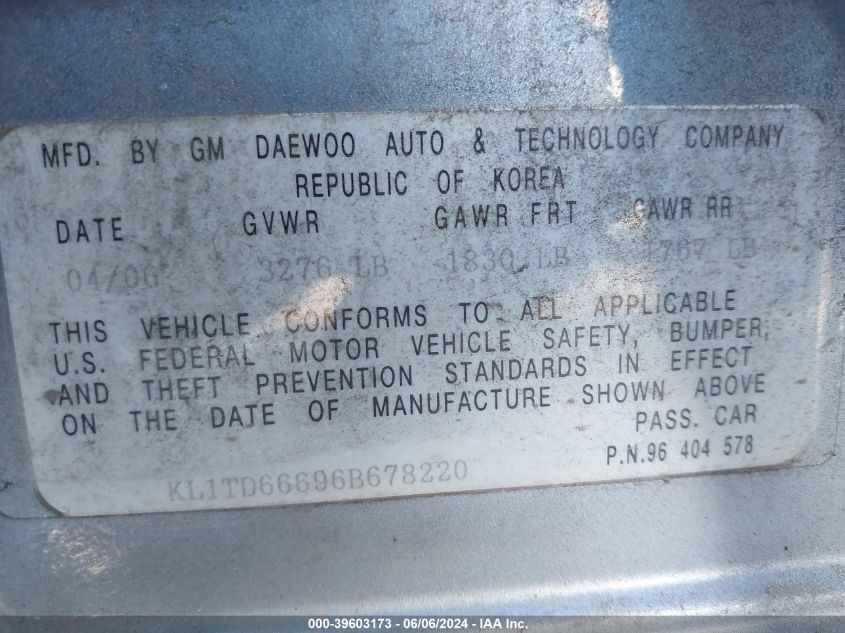 MFD. BY GM DAEWOO AUTO & TECHNOLOGY COMPANY
REPUBLIC OF KOREA
DATE GVWR GAWR FRT GAWR RR
04/06 3276 LB 1830 LB 1767 LB
THIS VEHICLE CONFORMS TO ALL APPLICABLE
U.S. FEDERAL MOTOR VEHICLE SAFETY, BUMPER,
AND THEFT PREVENTION STANDARDS IN EFFECT
ON THE DATE OF MANUFACTURE SHOWN ABOVE
PASS. CAR
P.N.96 404 578
KL1TD66696B678220
000-39603173 - 06/06/2024 - IAA Inc.